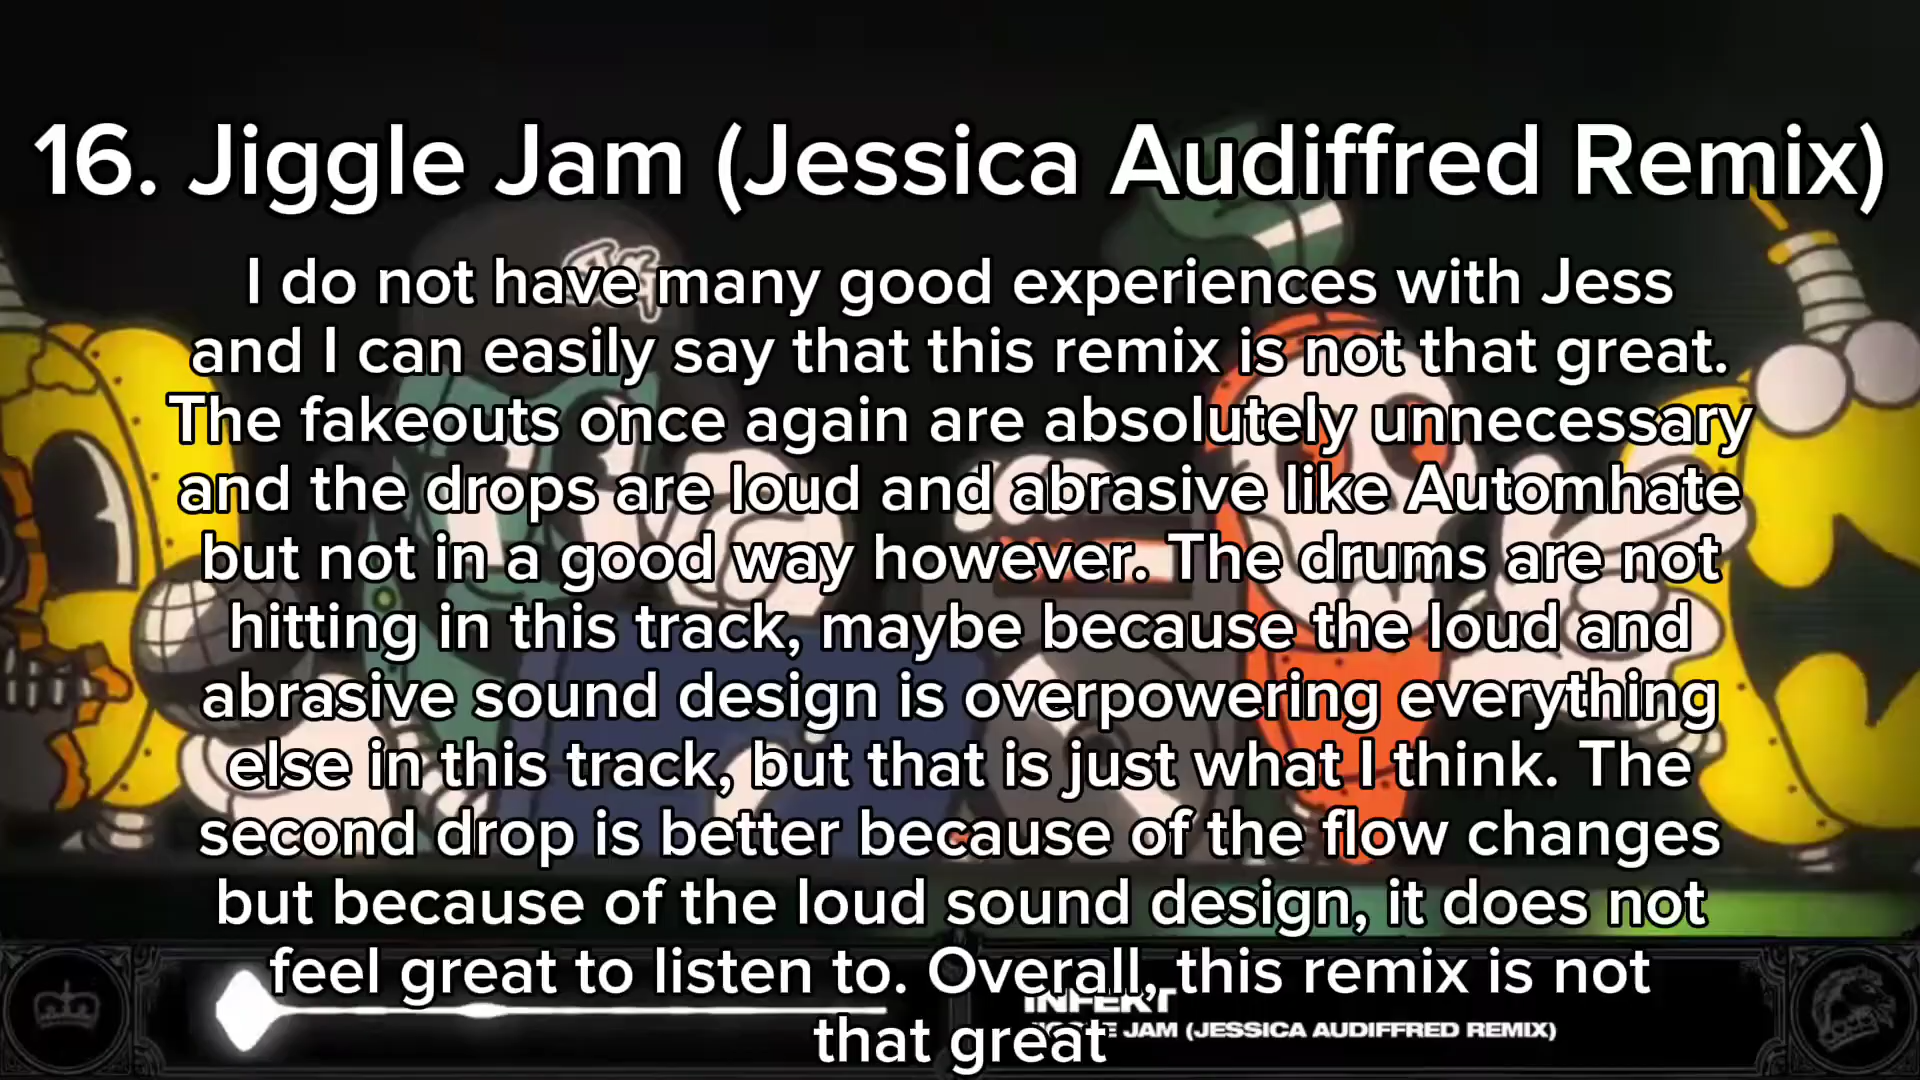 16. Jiggle Jam (Jessica Audiffred Remix)
I do not have many good experiences with Jess
and I can easily say that this remix is not that great.
The fakeouts once again are absolutely unnecessary
and the drops are loud and abrasive like Automhate
but not in a good way however. The drums are not
hitting in this track, maybe because the loud and
abrasive sound design is overpowering everything
else in this track, but that is just what I think. The
second drop is better because of the flow changes
but because of the loud sound design, it does not
feel great to listen to. Overall, this remix is not
that great
INFEKT
JAM (JESSICA AUDIFFRED REMIX)